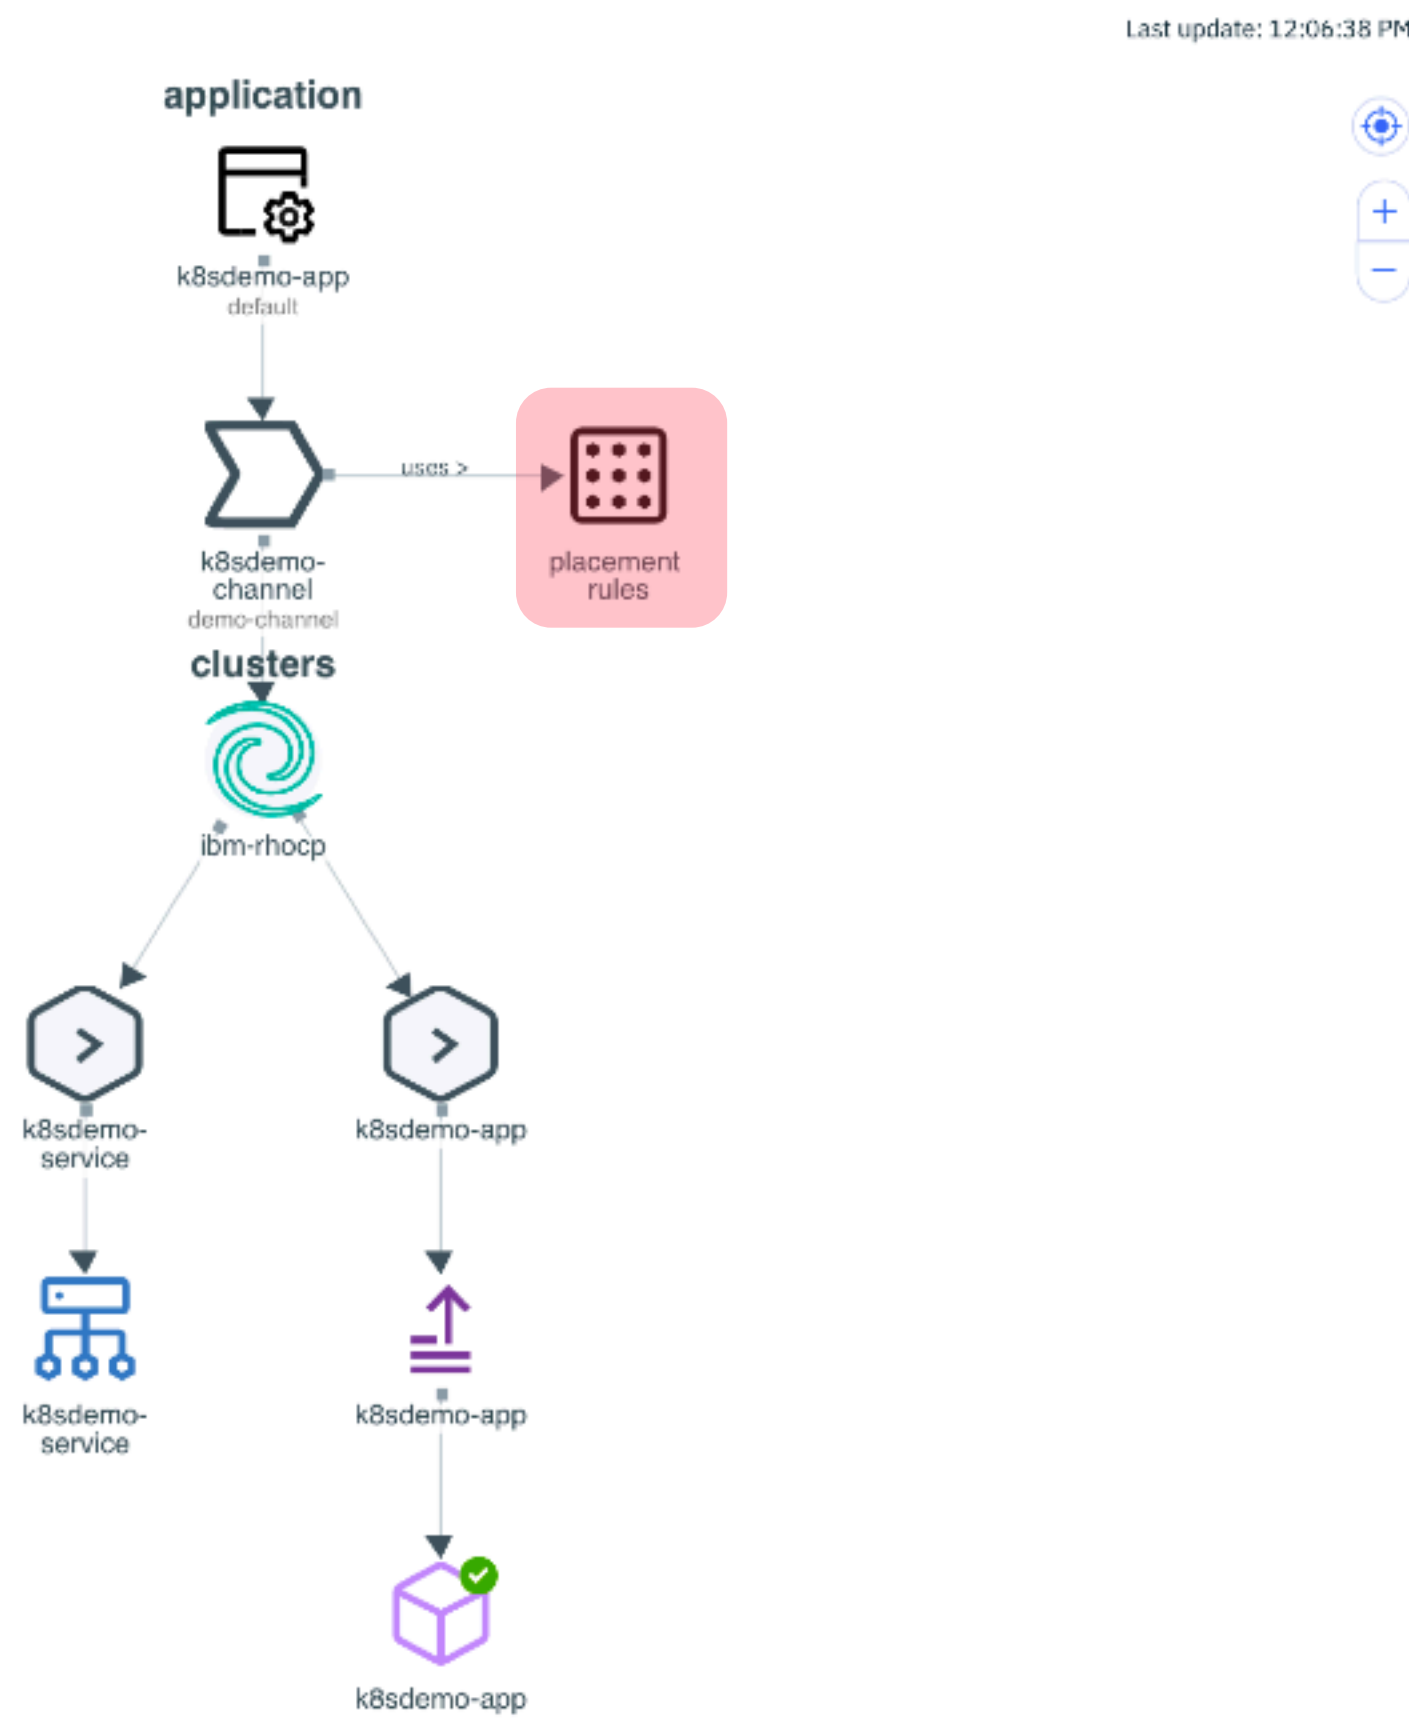 Last update: 12:06:38 PM
application
k8sdemo-app
default
uses >
k8sdemo-
channel
demo-channel
placement
rules
clusters
ibm-rhocp
k8sdemo-
service
k8sdemo-app
k8sdemo-
service
k8sdemo-app
k8sdemo-app